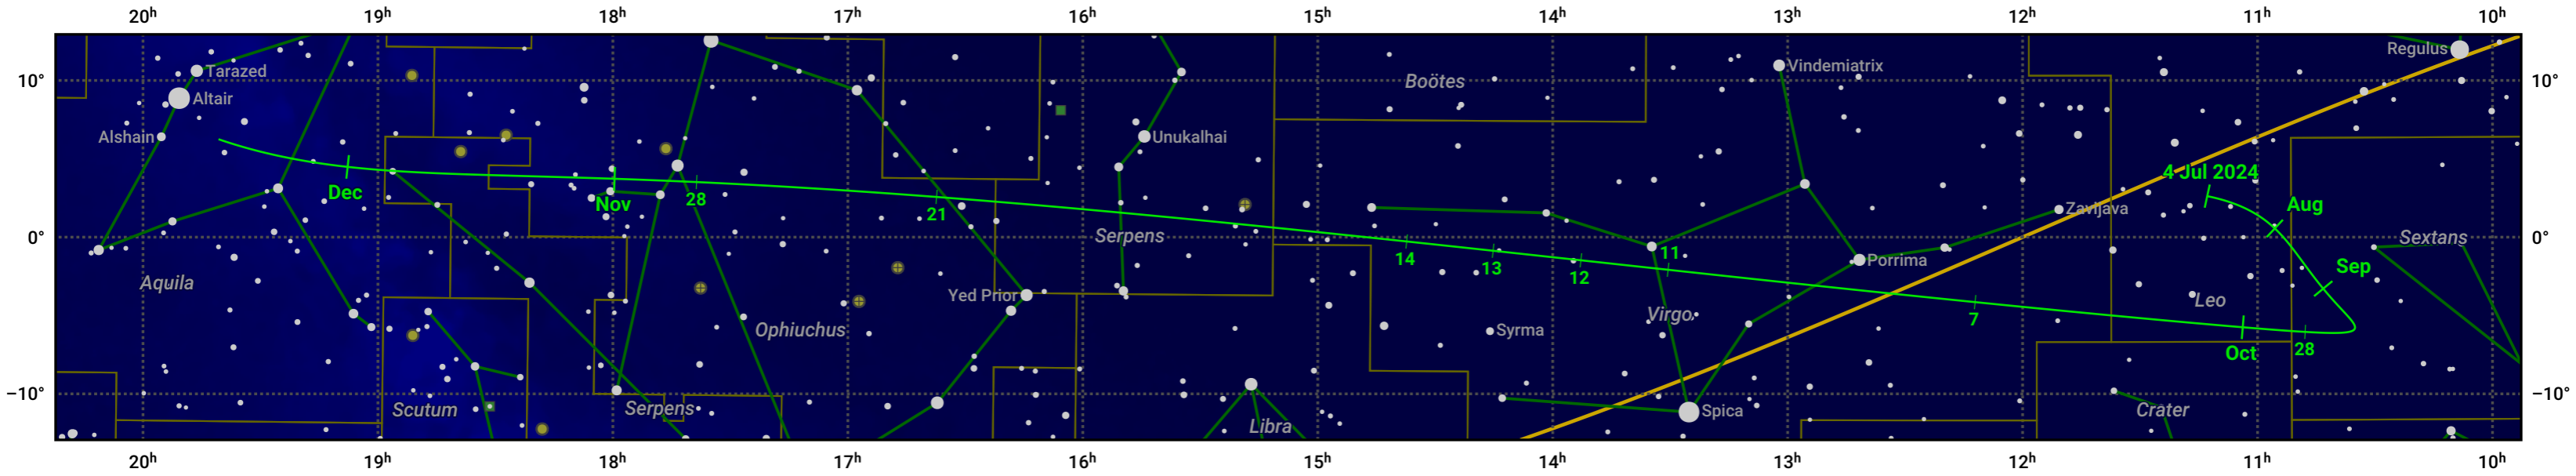 20h 19h 18h 17h 16h 15h 14h 13h 12h 11h 10h
Regulus
Tarazed
Vindemiatrix
10° Boötes 10°
Altair
Alshain
Unukalhai
4 Jul 2024
Dec
Nov
28
21
Zavijava
Aug
0° Serpens Sextans 0°
14
13
12
11
Porrima
Sep
Aquila
Yed Prior
Leo
Virgo
7
Ophiuchus
Syrma
Oct
28
−10° −10°
Scutum
Serpens
Spica
Crater
Libra
20h 19h 18h 17h 16h 15h 14h 13h 12h 11h 10h